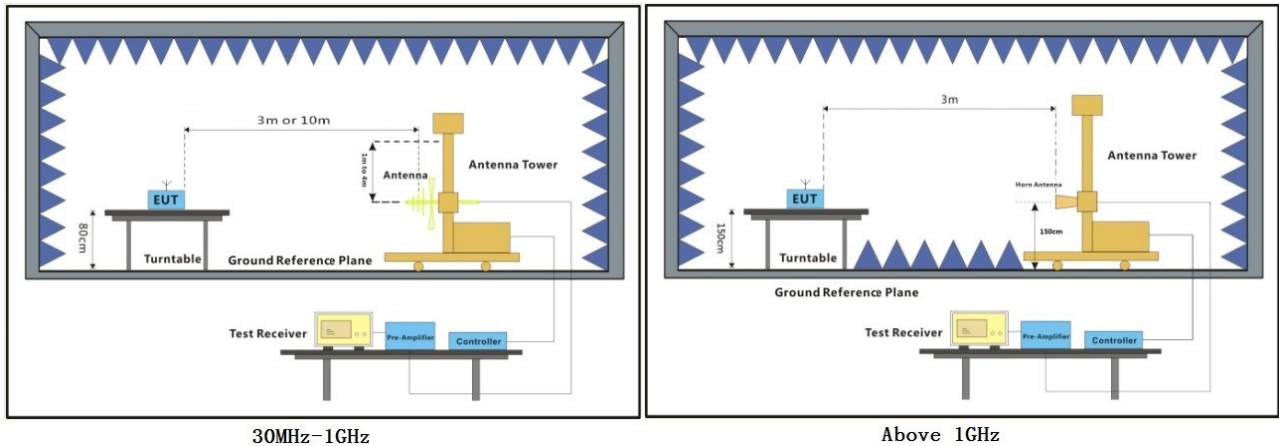 3m or 10m
1m to 4m
Antenna
Antenna Tower
EUT
80cm
Turntable
Ground Reference Plane
Test Receiver
Pre-Amplifier
Controller
30MHz-1GHz
3m
Antenna Tower
Horn Antenna
EUT
150cm
150cm
Turntable
Ground Reference Plane
Test Receiver
Pre-Amplifier
Controller
Above 1GHz